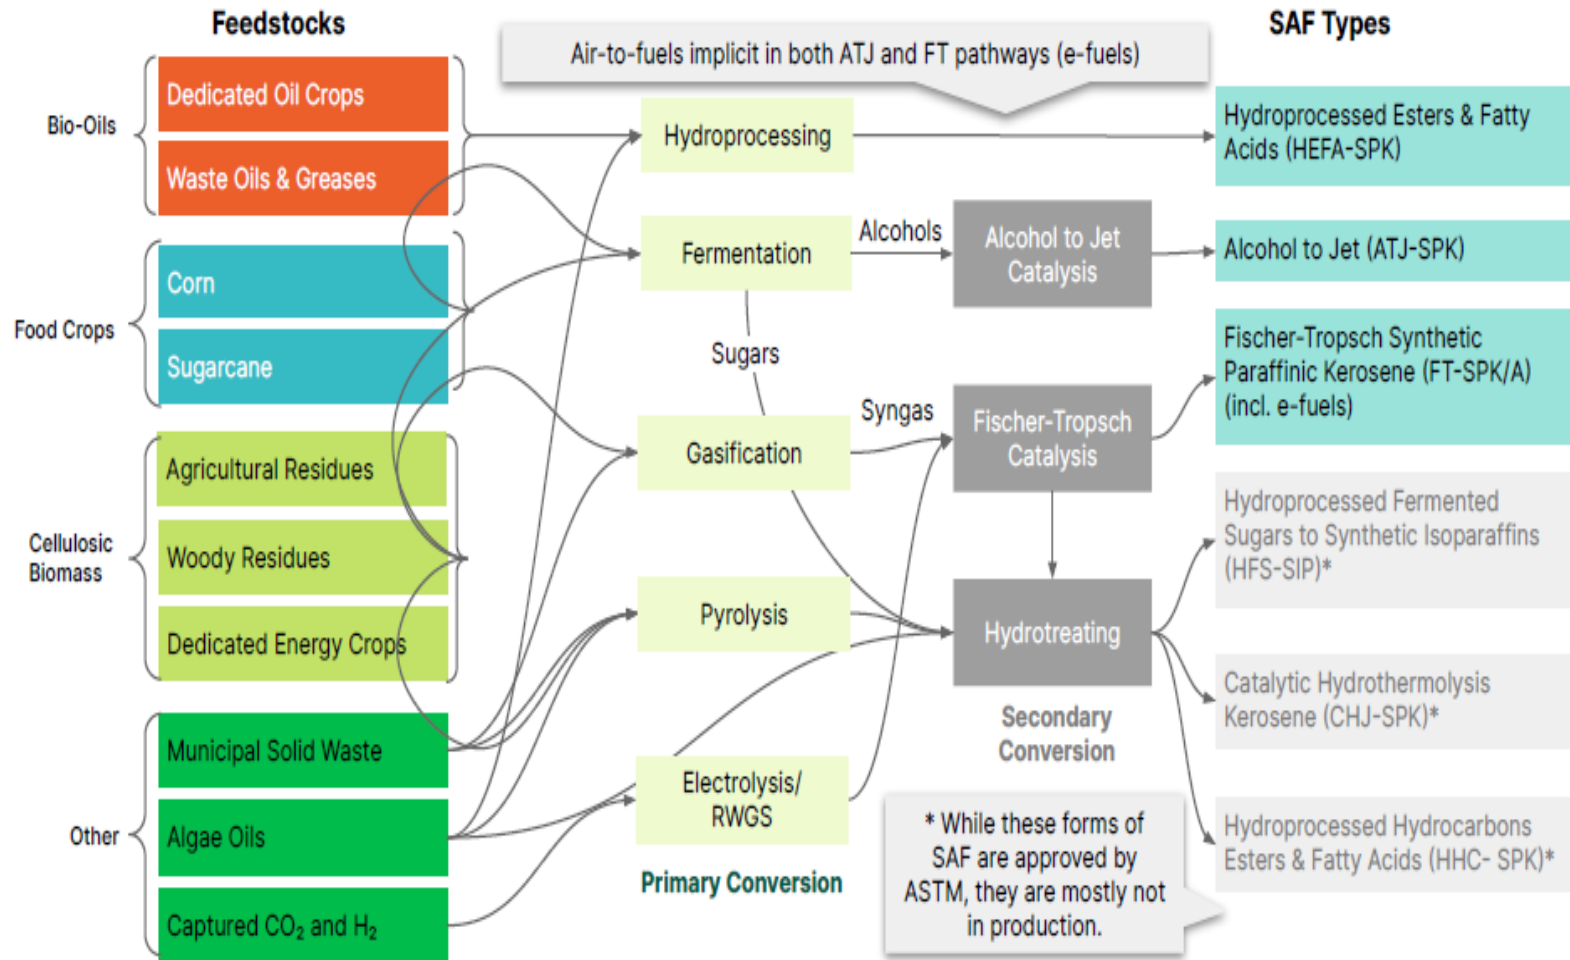 Feedstocks
Bio-Oils
Dedicated Oil Crops
Waste Oils & Greases
Food Crops
Corn
Sugarcane
Cellulosic
Biomass
Agricultural Residues
Woody Residues
Dedicated Energy Crops
Other
Municipal Solid Waste
Algae Oils
Captured CO₂ and H₂
Air-to-fuels implicit in both ATJ and FT pathways (e-fuels)
Hydroprocessing
Fermentation
Alcohols
Sugars
Gasification
Syngas
Pyrolysis
Electrolysis/
RWGS
Primary Conversion
Alcohol to Jet
Catalysis
Fischer-Tropsch
Catalysis
Hydrotreating
Secondary
Conversion
* While these forms of
SAF are approved by
ASTM, they are mostly not
in production.
SAF Types
Hydroprocessed Esters & Fatty
Acids (HEFA-SPK)
Alcohol to Jet (ATJ-SPK)
Fischer-Tropsch Synthetic
Paraffinic Kerosene (FT-SPK/A)
(incl. e-fuels)
Hydroprocessed Fermented
Sugars to Synthetic Isoparaffins
(HFS-SIP)*
Catalytic Hydrothermolysis
Kerosene (CHJ-SPK)*
Hydroprocessed Hydrocarbons
Esters & Fatty Acids (HHC- SPK)*